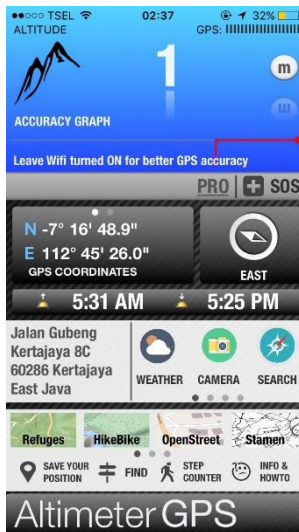 TSEL 02:37 32%
ALTITUDE GPS:
1
m
ACCURACY GRAPH
Leave Wifi turned ON for better GPS accuracy
PRO SOS
N -7° 16' 48.9"
E 112° 45' 26.0"
GPS COORDINATES
EAST
5:31 AM 5:25 PM
Jalan Gubeng
Kertajaya 8C
60286 Kertajaya
East Java
WEATHER CAMERA SEARCH
Refuges HikeBike OpenStreet Stamen
SAVE YOUR POSITION FIND STEP COUNTER INFO & HOWTO
Altimeter GPS